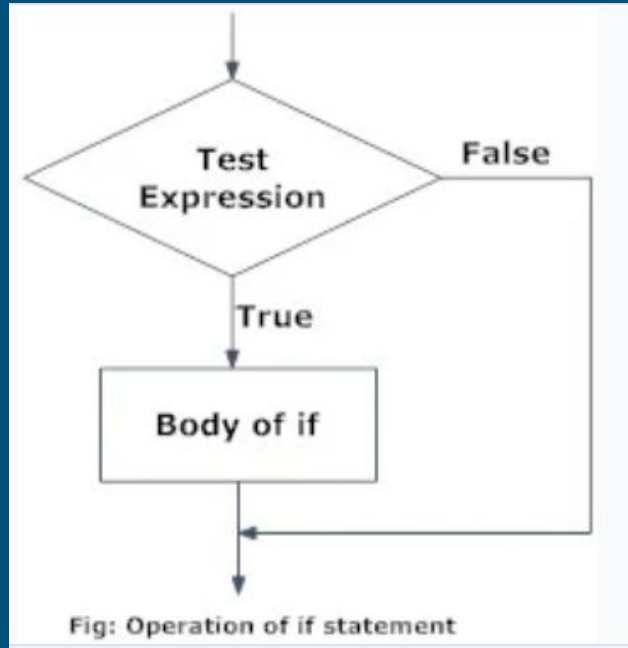 Test
Expression
False
True
Body of if
Fig: Operation of if statement